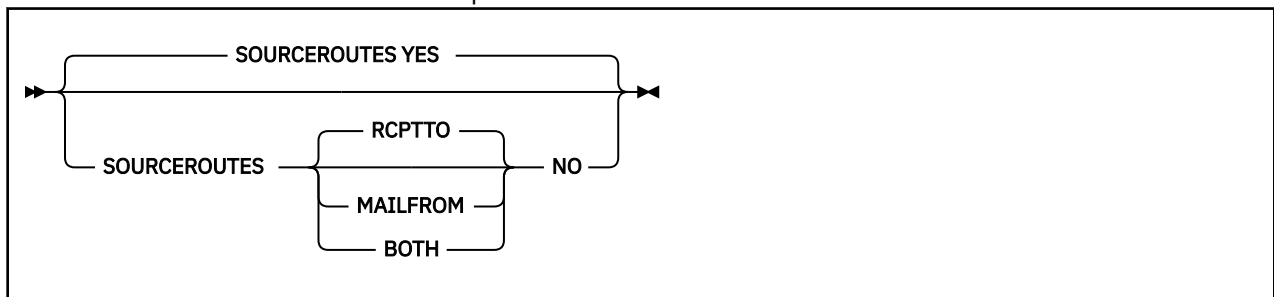 SOURCEROUTES YES
RCPTTO
SOURCEROUTES NO
MAILFROM
BOTH